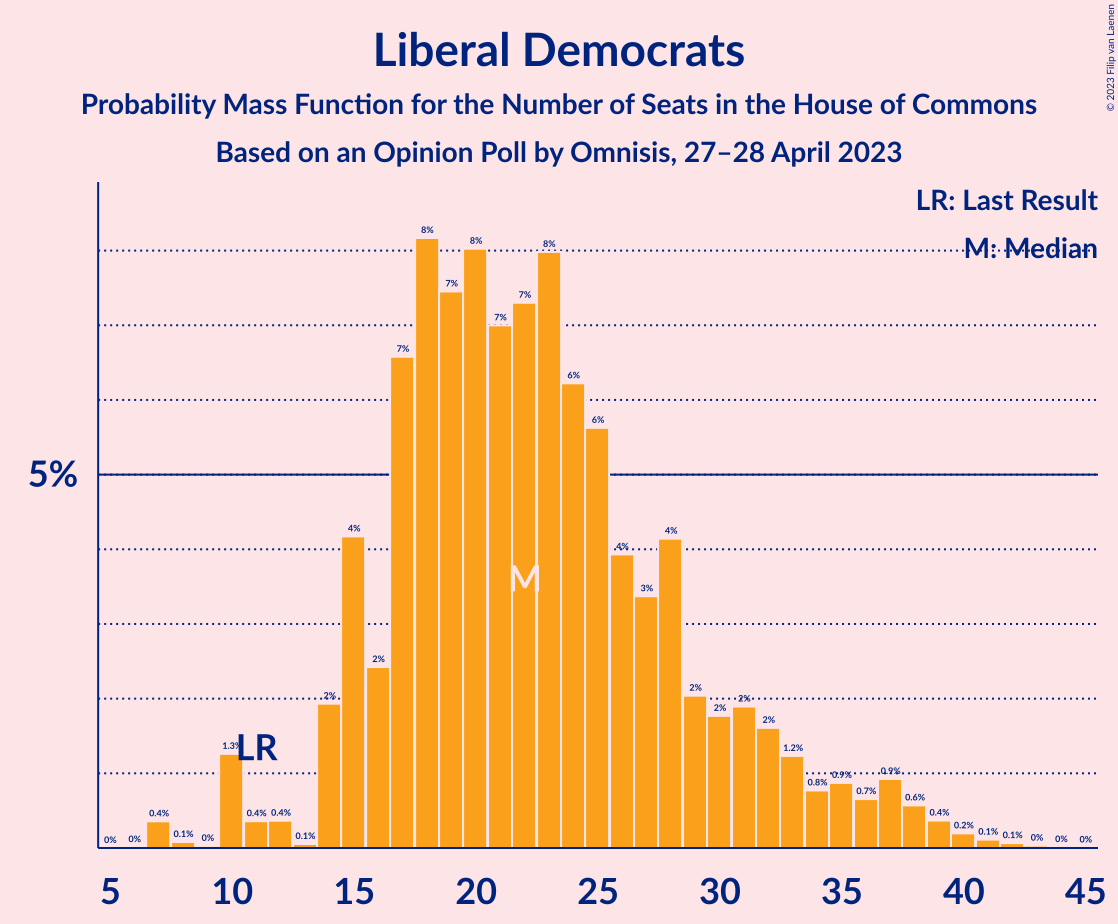 Liberal Democrats
Probability Mass Function for the Number of Seats in the House of Commons
Based on an Opinion Poll by Omnisis, 27–28 April 2023
© 2023 Filip van Laenen
LR: Last Result
M: Median
5%
0% 0% 0.4% 0.1% 0% 1.3% 0.4% 0.4% 0.1% 2% 4% 2% 7% 8% 7% 8% 7% 7% 8% 6% 6% 4% 3% 4% 2% 2% 2% 2% 1.2% 0.8% 0.9% 0.7% 0.9% 0.6% 0.4% 0.2% 0.1% 0.1% 0% 0% 0%
M
LR
5 10 15 20 25 30 35 40 45